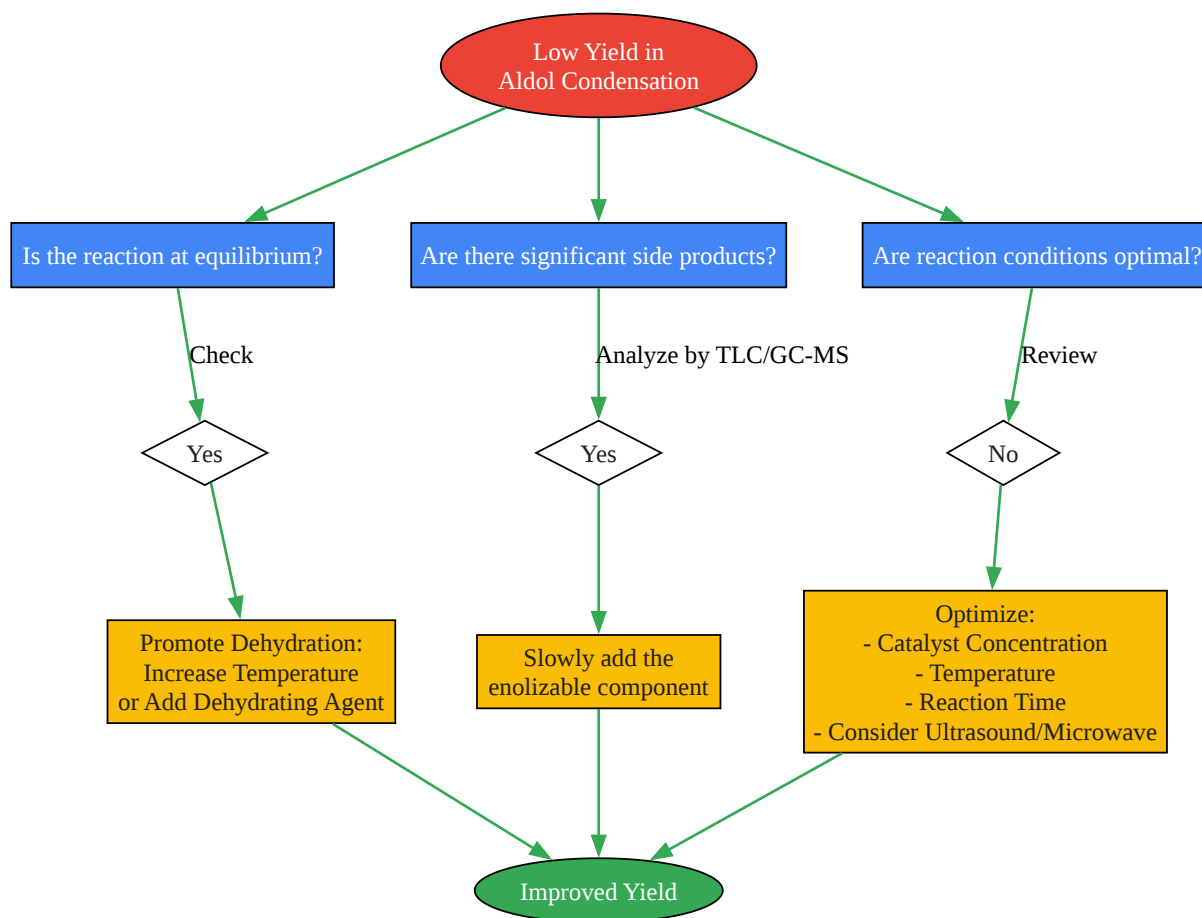 Low Yield in
Aldol Condensation
Is the reaction at equilibrium?
Are there significant side products?
Are reaction conditions optimal?
Check
Analyze by TLC/GC-MS
Review
Yes
Yes
No
Promote Dehydration:
Increase Temperature
or Add Dehydrating Agent
Slowly add the
enolizable component
Optimize:
- Catalyst Concentration
- Temperature
- Reaction Time
- Consider Ultrasound/Microwave
Improved Yield